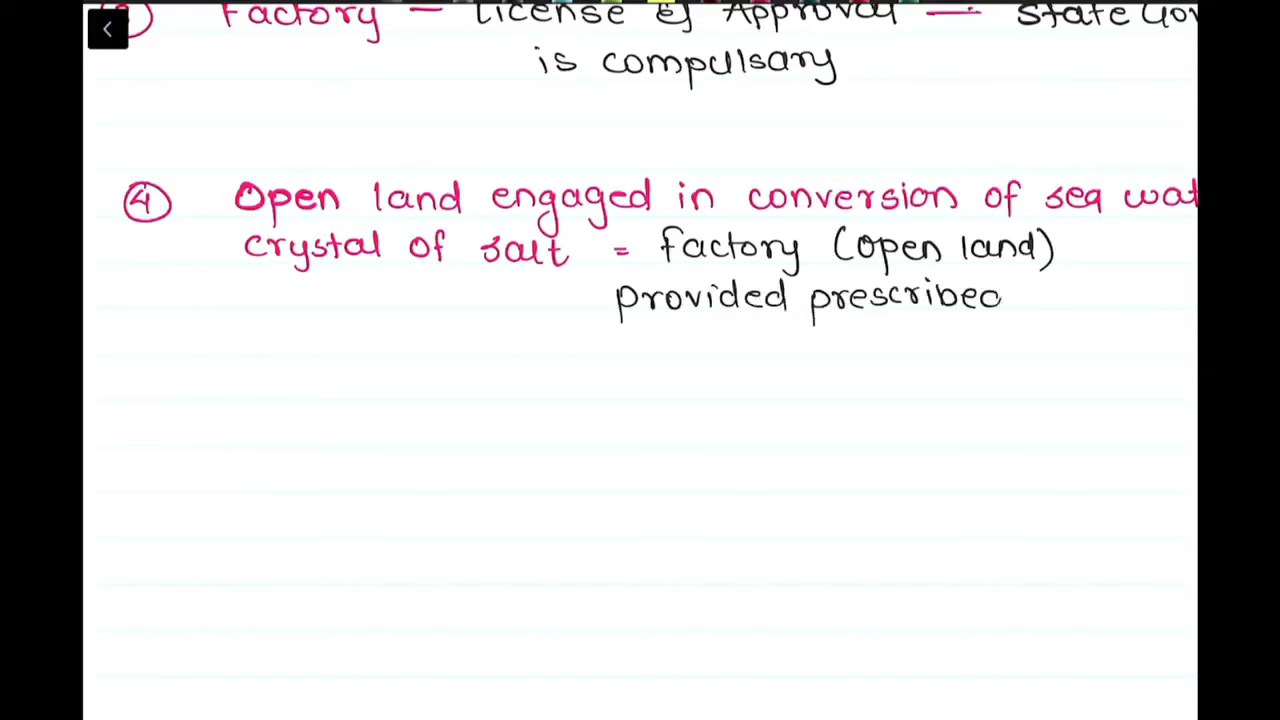 Factory — License & Approval — State Gov
is compulsary
④ Open land engaged in conversion of sea wat
crystal of salt = factory (open land)
provided prescribed